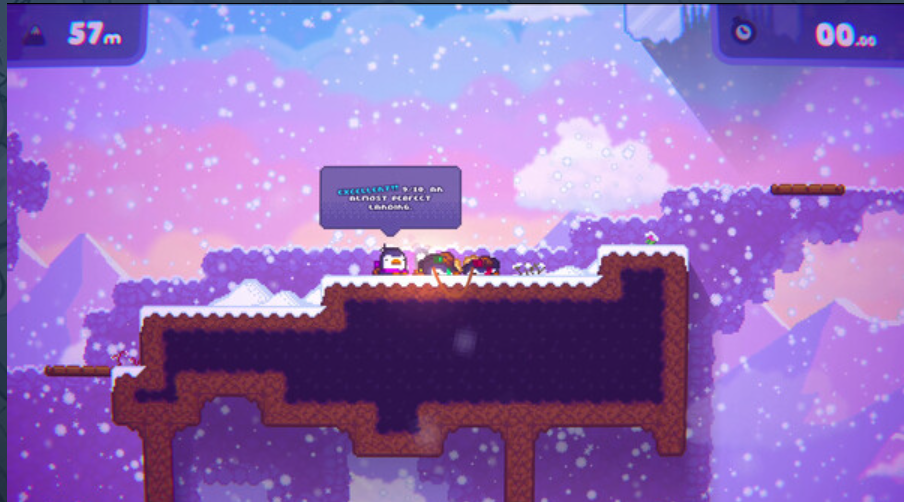 57m
00.00
EXCELLENT!! 9/10. AN
ALMOST PERFECT
LANDING.